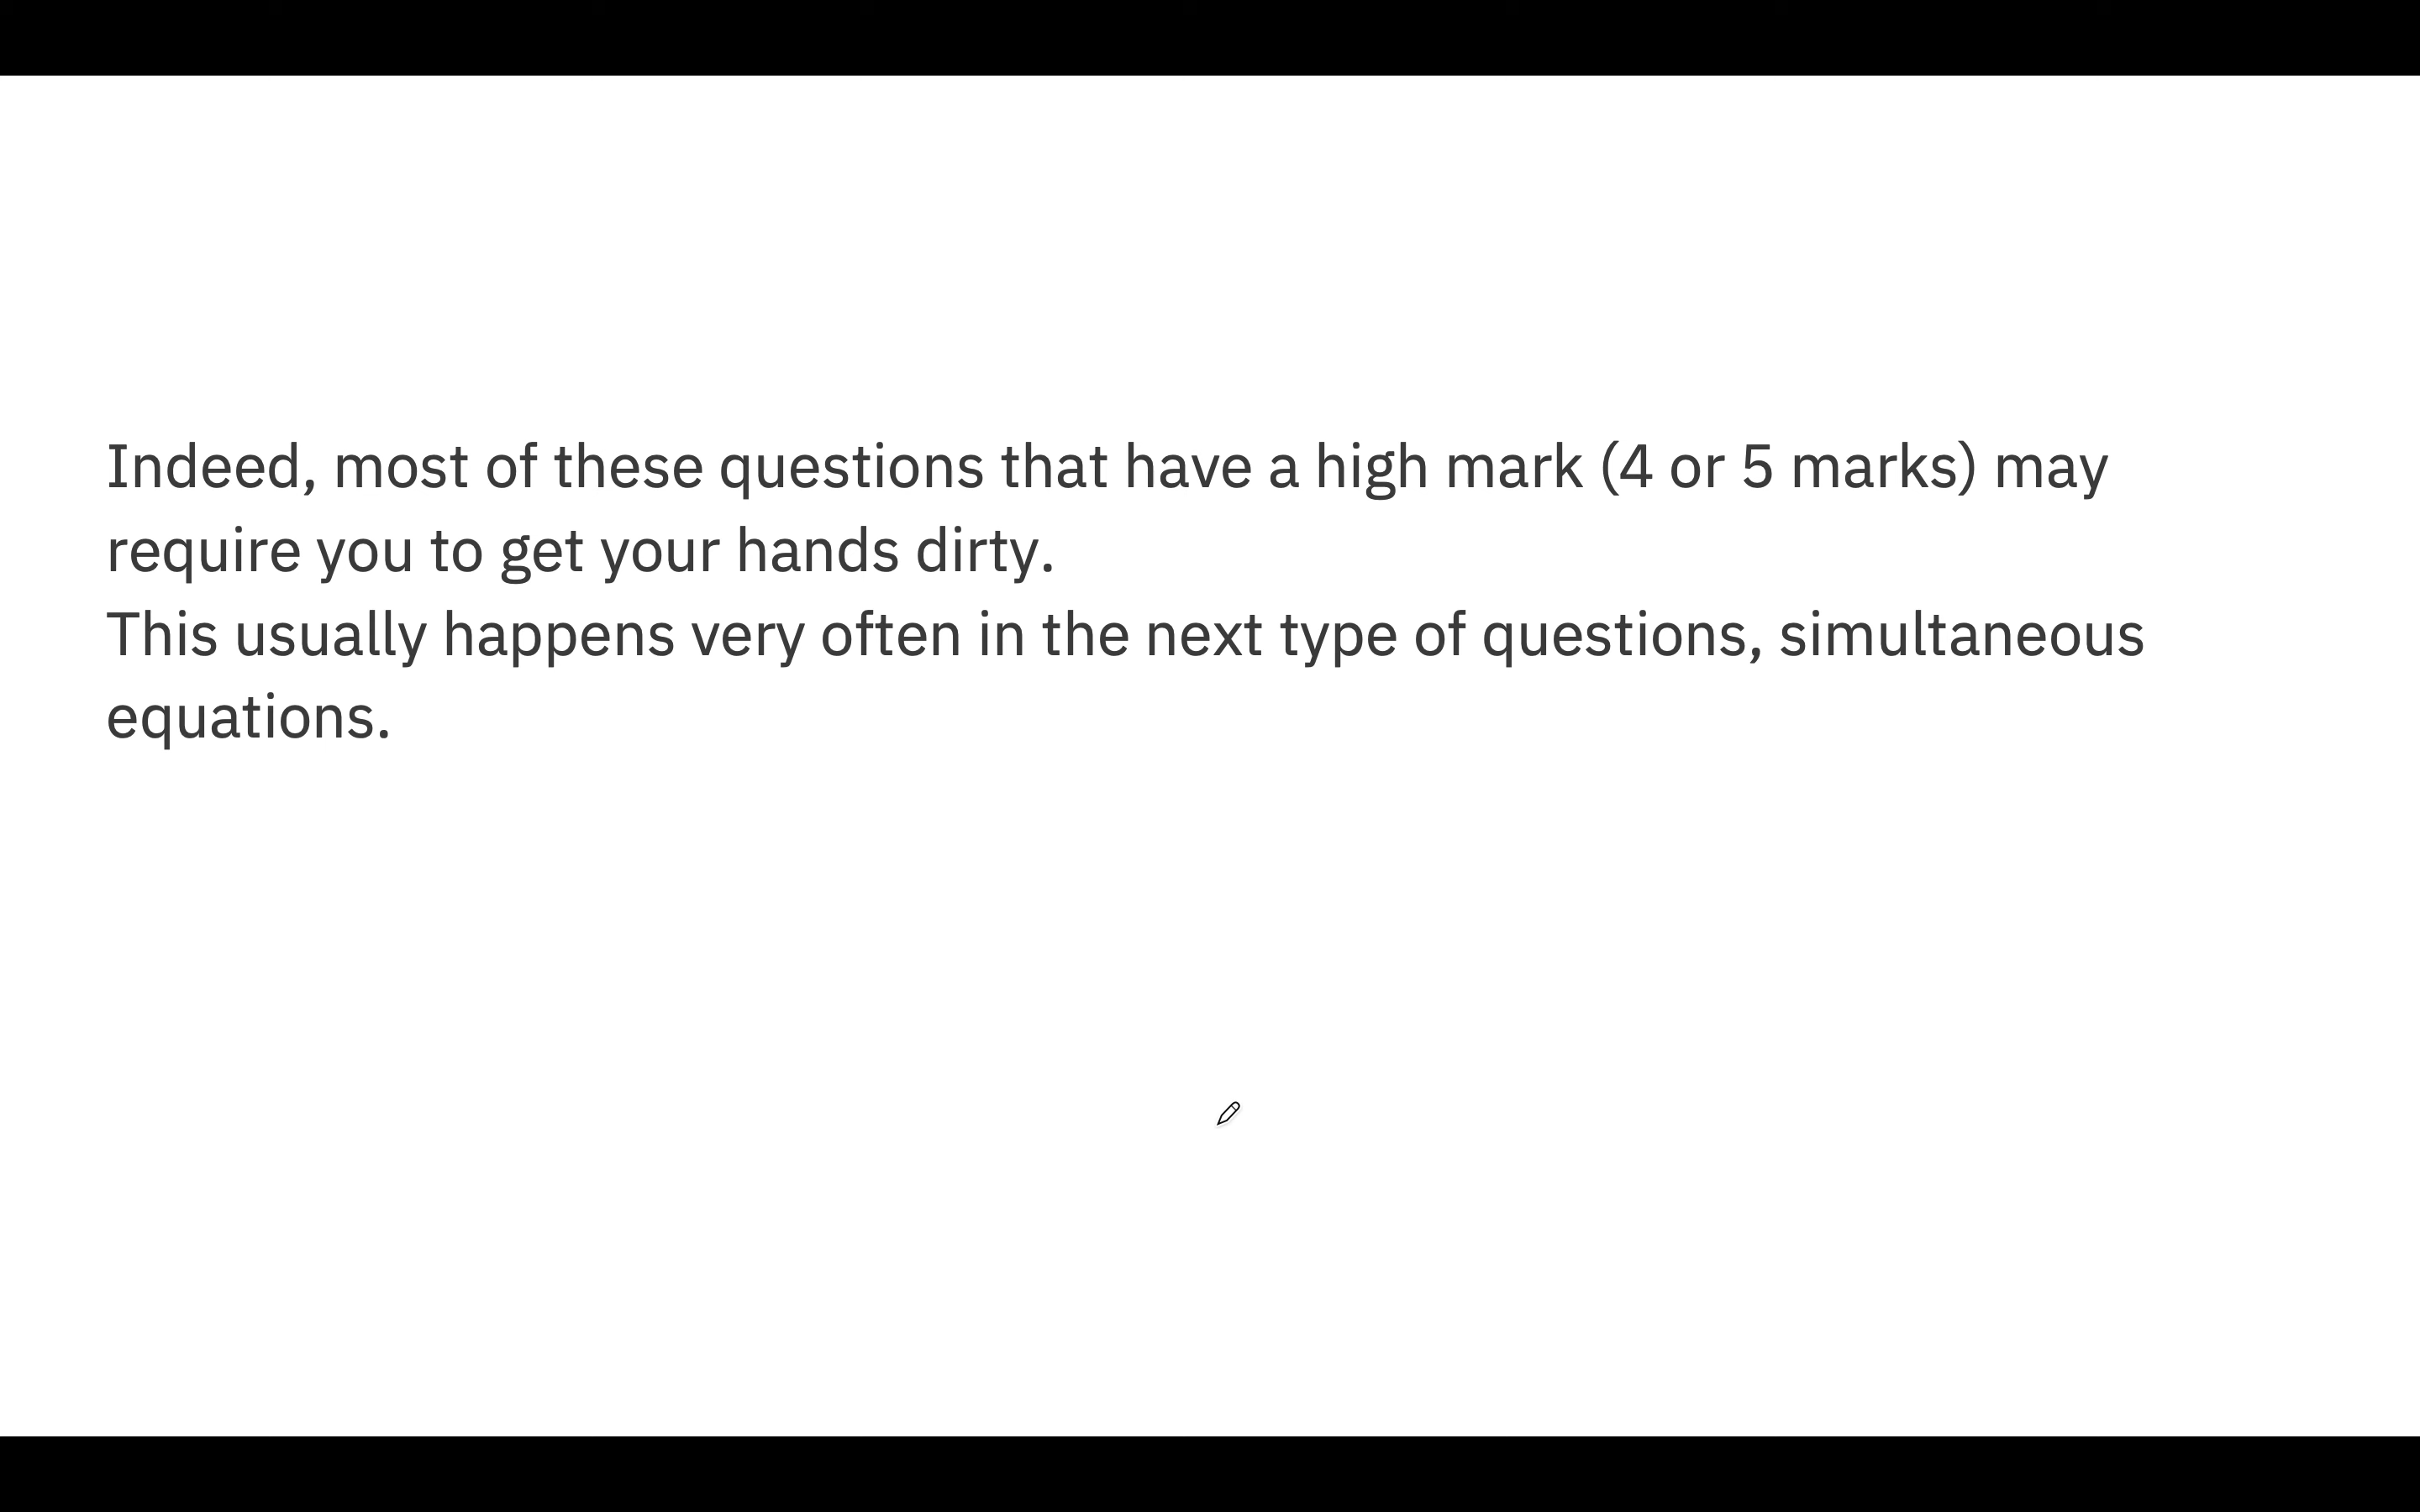 Indeed, most of these questions that have a high mark (4 or 5 marks) may
require you to get your hands dirty.
This usually happens very often in the next type of questions, simultaneous
equations.